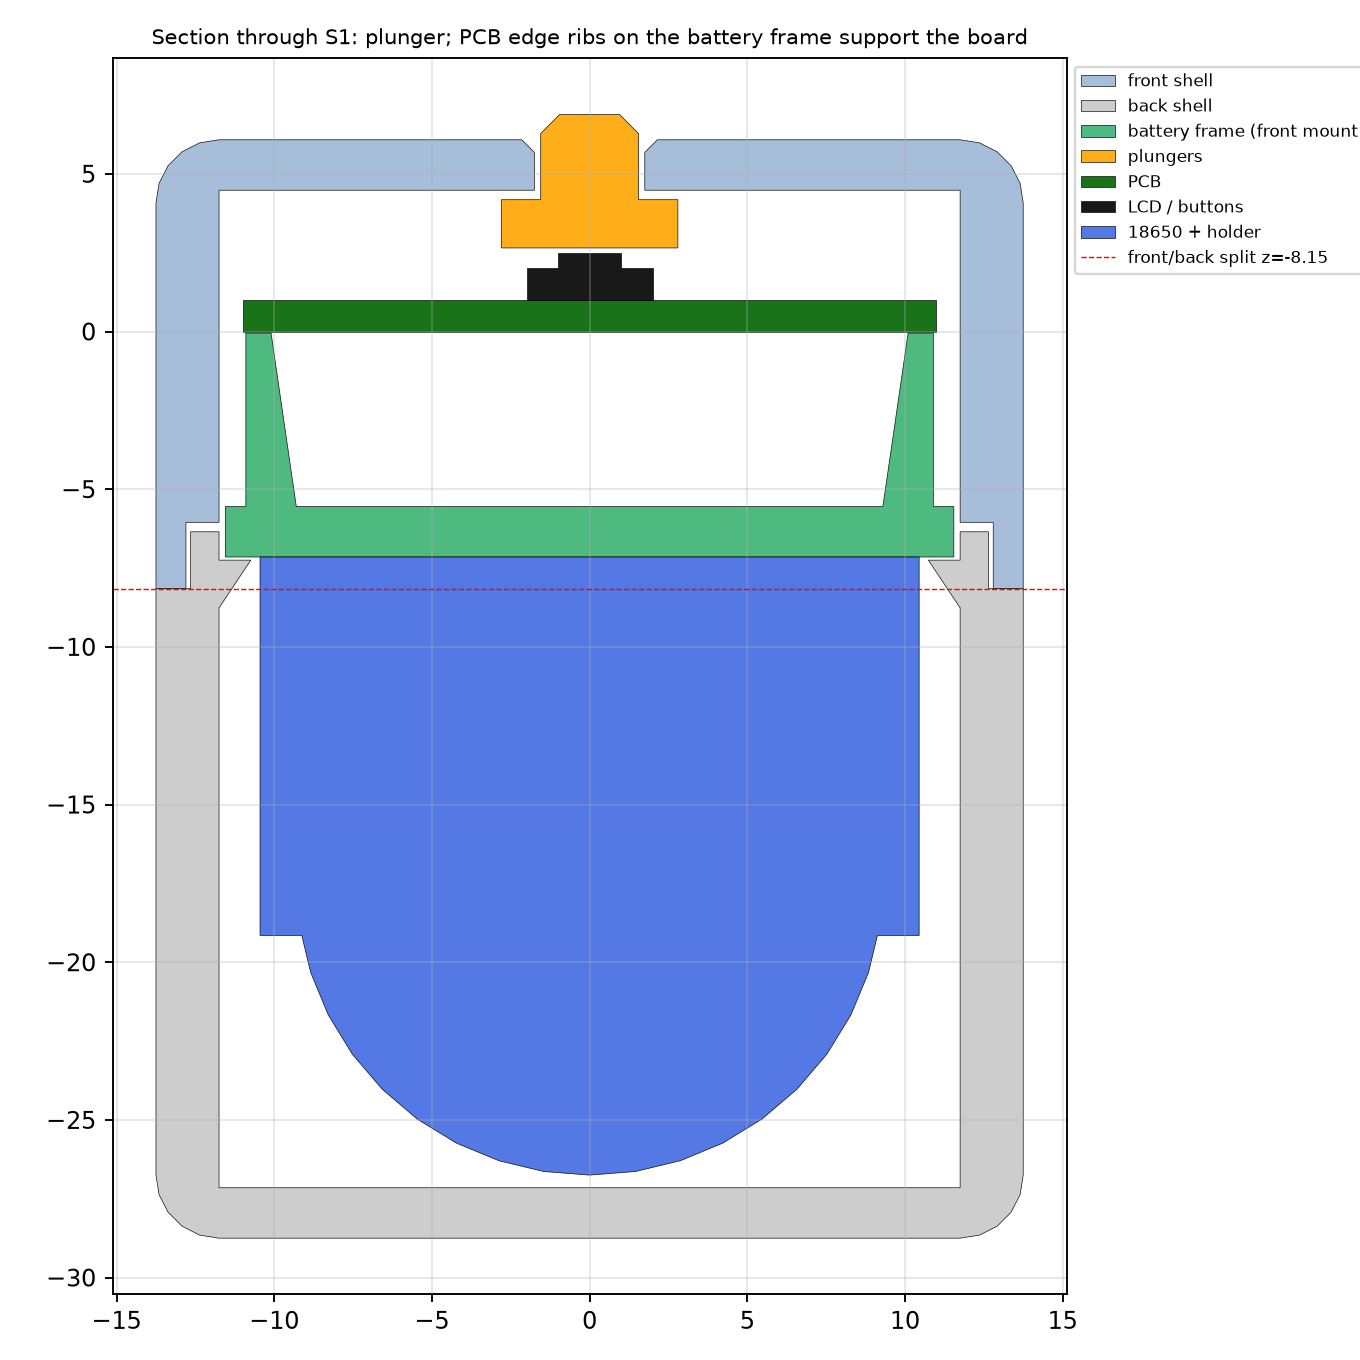 Section through S1: plunger; PCB edge ribs on the battery frame support the board
front shell
back shell
battery frame (front mount
plungers
PCB
LCD / buttons
18650 + holder
front/back split z=-8.15
5
0
−5
−10
−15
−20
−25
−30
−15
−10
−5
0
5
10
15